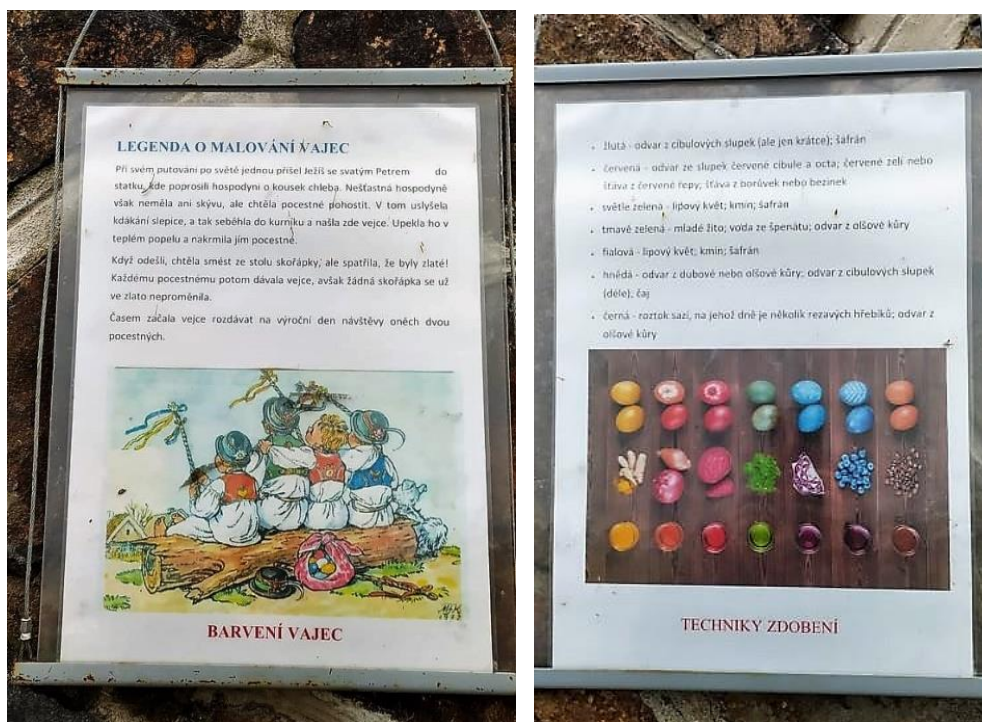 LEGENDA O MALOVÁNÍ VAJEC
Při svém putování po světě jednou přišel Ježíš se svatým Petrem do
statku, kde poprosili hospodyni o kousek chleba. Nešťastná hospodyně
však neměla ani skývu, ale chtěla pocestné pohostit. V tom uslyšela
kdákání slepice, a tak seběhla do kurníku a našla zde vejce. Upekla ho v
teplém popelu a nakrmila jím pocestné.
Když odešli, chtěla smést ze stolu skořápky, ale spatřila, že byly zlaté!
Každému pocestnému potom dávala vejce, avšak žádná skořápka se už
ve zlato neproměnila.
Časem začala vejce rozdávat na výroční den návštěvy oněch dvou
pocestných.
BARVENÍ VAJEC
• žlutá - odvar z cibulových slupek (ale jen krátce); šafrán
• červená - odvar ze slupek červené cibule a octa; červené zelí nebo
šťáva z červené řepy; šťáva z borůvek nebo bezinek
• světle zelená - lipový květ; kmín; šafrán
• tmavě zelená - mladé žito; voda ze špenátu; odvar z olšové kůry
• fialová - lipový květ; kmín; šafrán
• hnědá - odvar z dubové nebo olšové kůry; odvar z cibulových slupek
(déle); čaj
• černá - roztok sazí, na jehož dně je několik rezavých hřebíků; odvar z
olšové kůry
TECHNIKY ZDOBENÍ